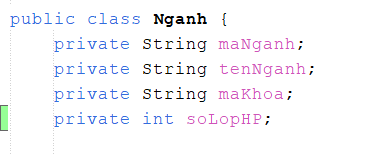 public class Nganh {
private String maNganh;
private String tenNganh;
private String maKhoa;
private int soLopHP;